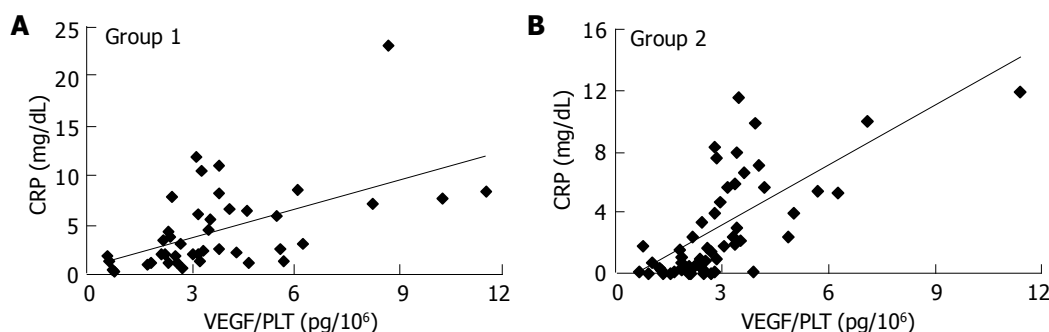 A
Group 1
25
20
15
10
5
0
CRP (mg/dL)
0 3 6 9 12
VEGF/PLT (pg/10⁶)
B
Group 2
16
12
8
4
0
CRP (mg/dL)
0 3 6 9 12
VEGF/PLT (pg/10⁶)